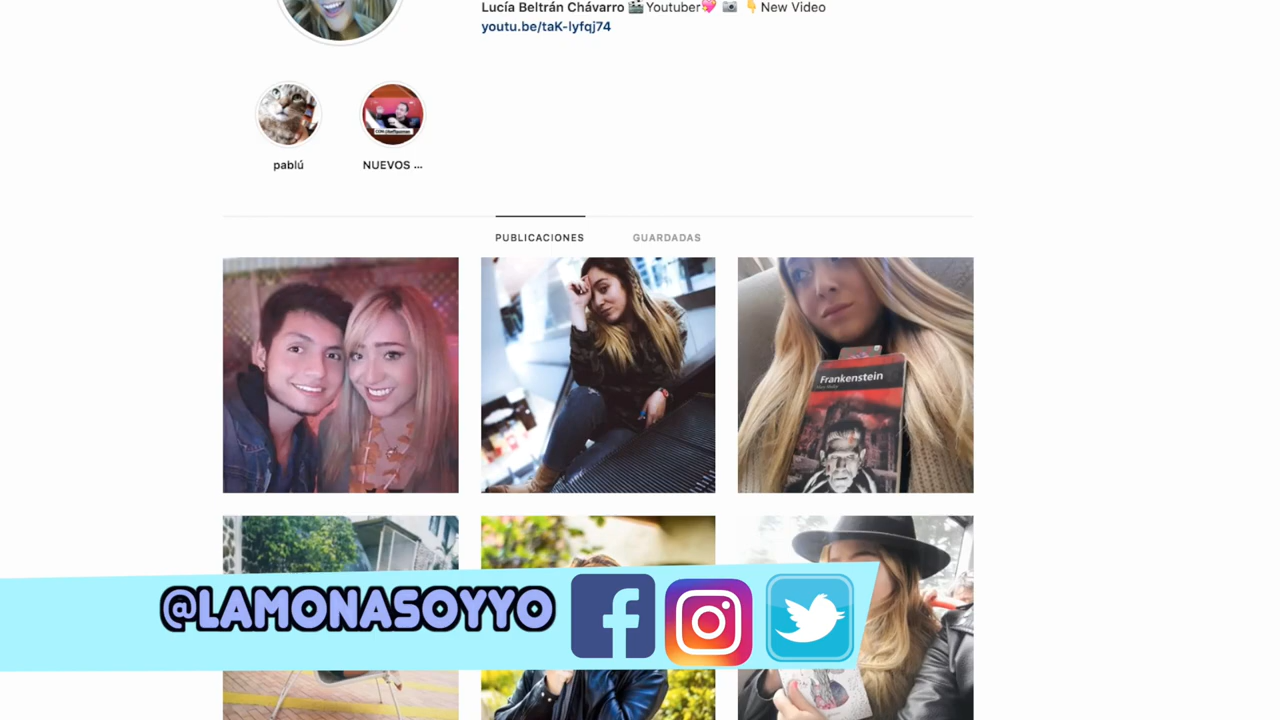 Lucía Beltrán Chávarro 🎬Youtuber💖 📷 👇New Video
youtu.be/taK-lyfqj74
pablú
NUEVOS ...
PUBLICACIONES GUARDADAS
Frankenstein
@LAMONASOYYO